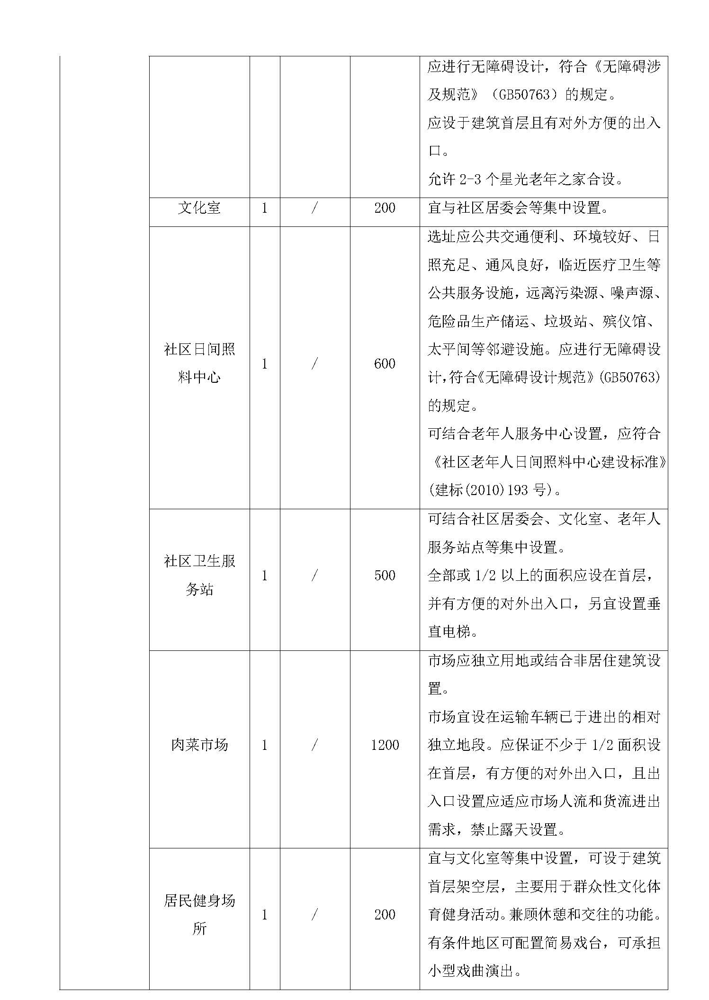 应进行无障碍设计，符合《无障碍涉
及规范》（GB50763）的规定。
应设于建筑首层且有对外方便的出入
口。
允许 2-3 个星光老年之家合设。
文化室 1 / 200 宜与社区居委会等集中设置。
社区日间照
料中心
1 / 600
选址应公共交通便利、环境较好、日
照充足、通风良好，临近医疗卫生等
公共服务设施，远离污染源、噪声源、
危险品生产储运、垃圾站、殡仪馆、
太平间等邻避设施。应进行无障碍设
计，符合《无障碍设计规范》(GB50763)
的规定。
可结合老年人服务中心设置，应符合
《社区老年人日间照料中心建设标准》
(建标(2010)193 号)。
社区卫生服
务站
1 / 500
可结合社区居委会、文化室、老年人
服务站点等集中设置。
全部或 1/2 以上的面积应设在首层，
并有方便的对外出入口，另宜设置垂
直电梯。
肉菜市场 1 / 1200
市场应独立用地或结合非居住建筑设
置。
市场宜设在运输车辆已于进出的相对
独立地段。应保证不少于 1/2 面积设
在首层，有方便的对外出入口，且出
入口设置应适应市场人流和货流进出
需求，禁止露天设置。
居民健身场
所
1 / 200
宜与文化室等集中设置，可设于建筑
首层架空层，主要用于群众性文化体
育健身活动。兼顾休憩和交往的功能。
有条件地区可配置简易戏台，可承担
小型戏曲演出。